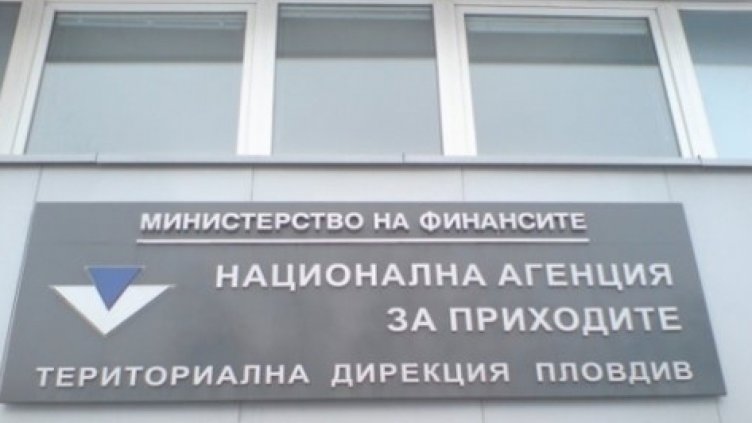 МИНИСТЕРСТВО НА ФИНАНСИТЕ
НАЦИОНАЛНА АГЕНЦИЯ
ЗА ПРИХОДИТЕ
ТЕРИТОРИАЛНА ДИРЕКЦИЯ ПЛОВДИВ